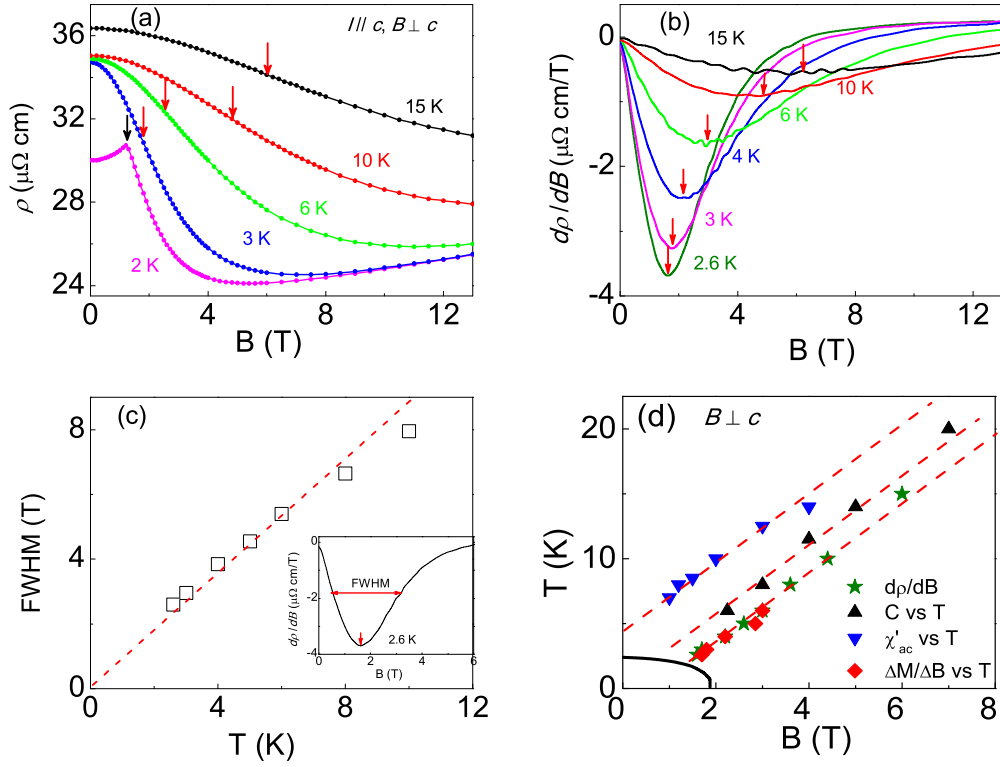 (a)
I // c, B ⊥ c
36
32
28
24
ρ (μΩ cm)
15 K
10 K
6 K
3 K
2 K
0
4
8
12
B (T)
(b)
0
-2
-4
dρ/dB (μΩ cm/T)
15 K
10 K
6 K
4 K
3 K
2.6 K
0
4
8
12
B (T)
(c)
8
4
0
FWHM (T)
0
2
4
6
8
10
12
T (K)
0
-2
-4
dρ/dB (μΩ cm/T)
FWHM
2.6 K
0
2
4
6
B (T)
(d)
B ⊥ c
20
10
0
T (K)
dρ/dB
C vs T
χ'ac vs T
ΔM/ΔB vs T
0
2
4
6
8
B (T)